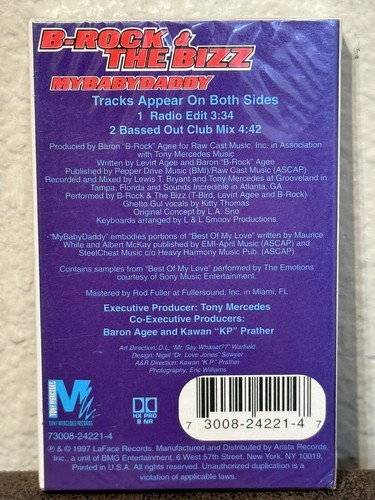 B-ROCK &
THE BIZZ
MYBABYDADDY
Tracks Appear On Both Sides
1 Radio Edit 3:34
2 Bassed Out Club Mix 4:42
Produced by Baron "B-Rock" Agee for Raw Cast Music, Inc. in Association
with Tony Mercedes Music
Written by Levirt Agee and Baron "B-Rock" Agee
Published by Pepper Drive Music (BMI)/Raw Cast Music (ASCAP)
Recorded and Mixed by Lewis T. Bryant and Tony Mercedes at Grooveland in
Tampa, Florida and Sounds Incredible in Atlanta, GA
Performed by B-Rock & The Bizz (T-Bird, Levirt Agee and B-Rock)
Ghetto Gul vocals by Kitty Thomas
Original Concept by L.A. Sno
Keyboards arranged by L & L Smoov Productions
"MyBabyDaddy" embodies portions of "Best Of My Love" written by Maurice
White and Albert McKay published by EMI-April Music (ASCAP) and
SteelChest Music c/o Heavy Harmony Music Pub. (ASCAP)
Contains samples from "Best Of My Love" performed by The Emotions
courtesy of Sony Music Entertainment.
Mastered by Rod Fuller at Fullersound, Inc. in Miami, FL
Executive Producer: Tony Mercedes
Co-Executive Producers:
Baron Agee and Kawan "KP" Prather
Art Direction: D.L. "Mr. Say Whaaat??" Warfield
Design: Nigel "Dr. Love Jones" Sawyer
A&R Direction: Kawan "K.P." Prather
Photography: Eric Williams
TONY MERCEDES
TONY MERCEDES RECORDS
HX PRO
B NR
7 3008-24221-4 7
73008-24221-4
℗ & © 1997 LaFace Records. Manufactured and Distributed by Arista Records,
Inc., a unit of BMG Entertainment, 6 West 57th Street, New York, NY 10019.
Printed in U.S.A. All rights reserved. Unauthorized duplication is a
violation of applicable laws.